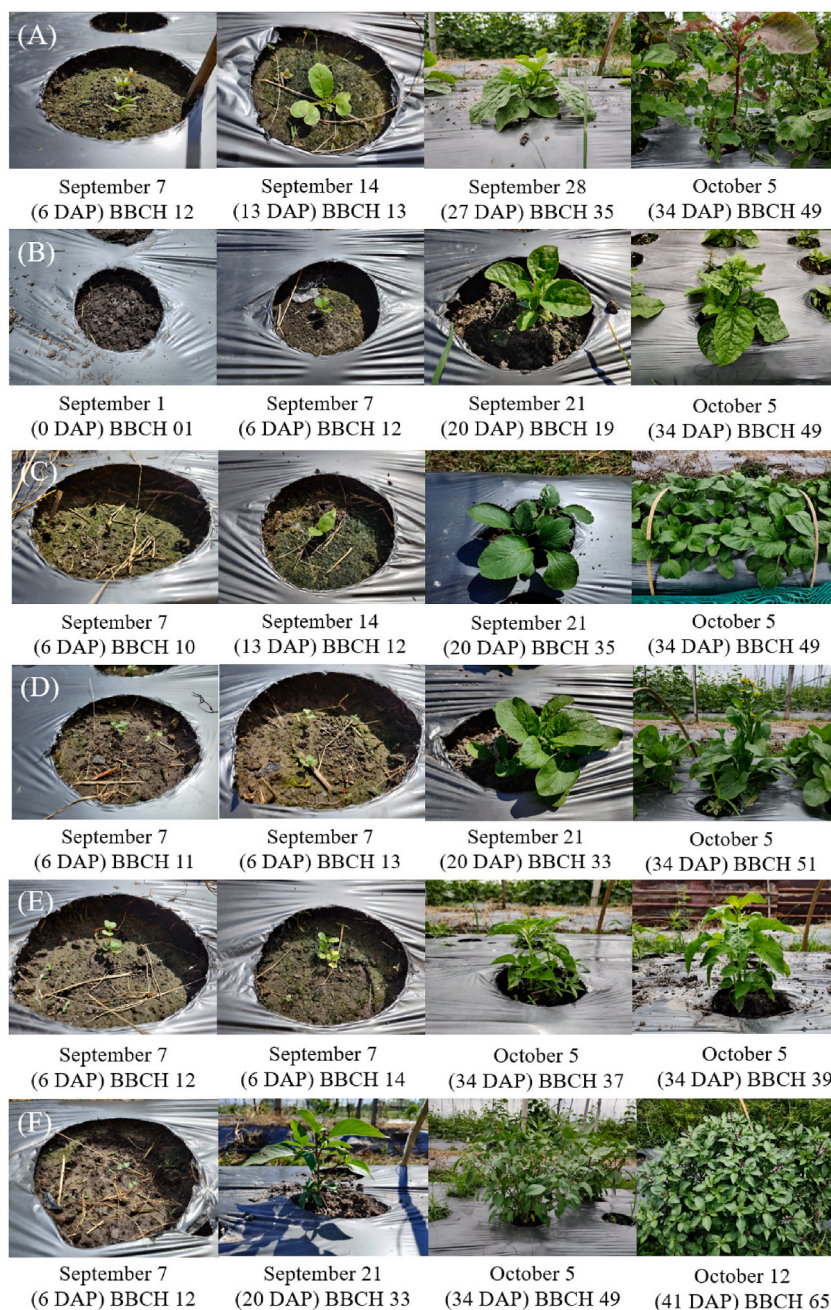 (A)
September 7
(6 DAP) BBCH 12
September 14
(13 DAP) BBCH 13
September 28
(27 DAP) BBCH 35
October 5
(34 DAP) BBCH 49
(B)
September 1
(0 DAP) BBCH 01
September 7
(6 DAP) BBCH 12
September 21
(20 DAP) BBCH 19
October 5
(34 DAP) BBCH 49
(C)
September 7
(6 DAP) BBCH 10
September 14
(13 DAP) BBCH 12
September 21
(20 DAP) BBCH 35
October 5
(34 DAP) BBCH 49
(D)
September 7
(6 DAP) BBCH 11
September 7
(6 DAP) BBCH 13
September 21
(20 DAP) BBCH 33
October 5
(34 DAP) BBCH 51
(E)
September 7
(6 DAP) BBCH 12
September 7
(6 DAP) BBCH 14
October 5
(34 DAP) BBCH 37
October 5
(34 DAP) BBCH 39
(F)
September 7
(6 DAP) BBCH 12
September 21
(20 DAP) BBCH 33
October 5
(34 DAP) BBCH 49
October 12
(41 DAP) BBCH 65